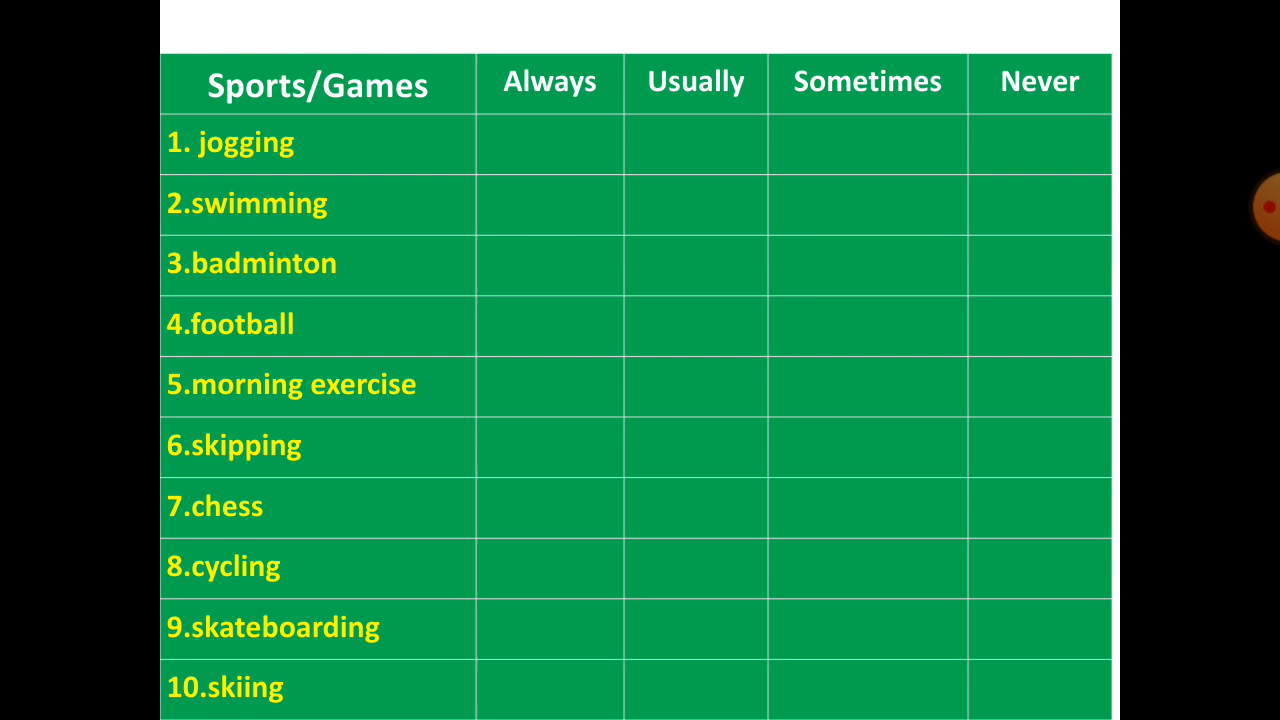 Sports/Games Always Usually Sometimes Never
1. jogging
2.swimming
3.badminton
4.football
5.morning exercise
6.skipping
7.chess
8.cycling
9.skateboarding
10.skiing